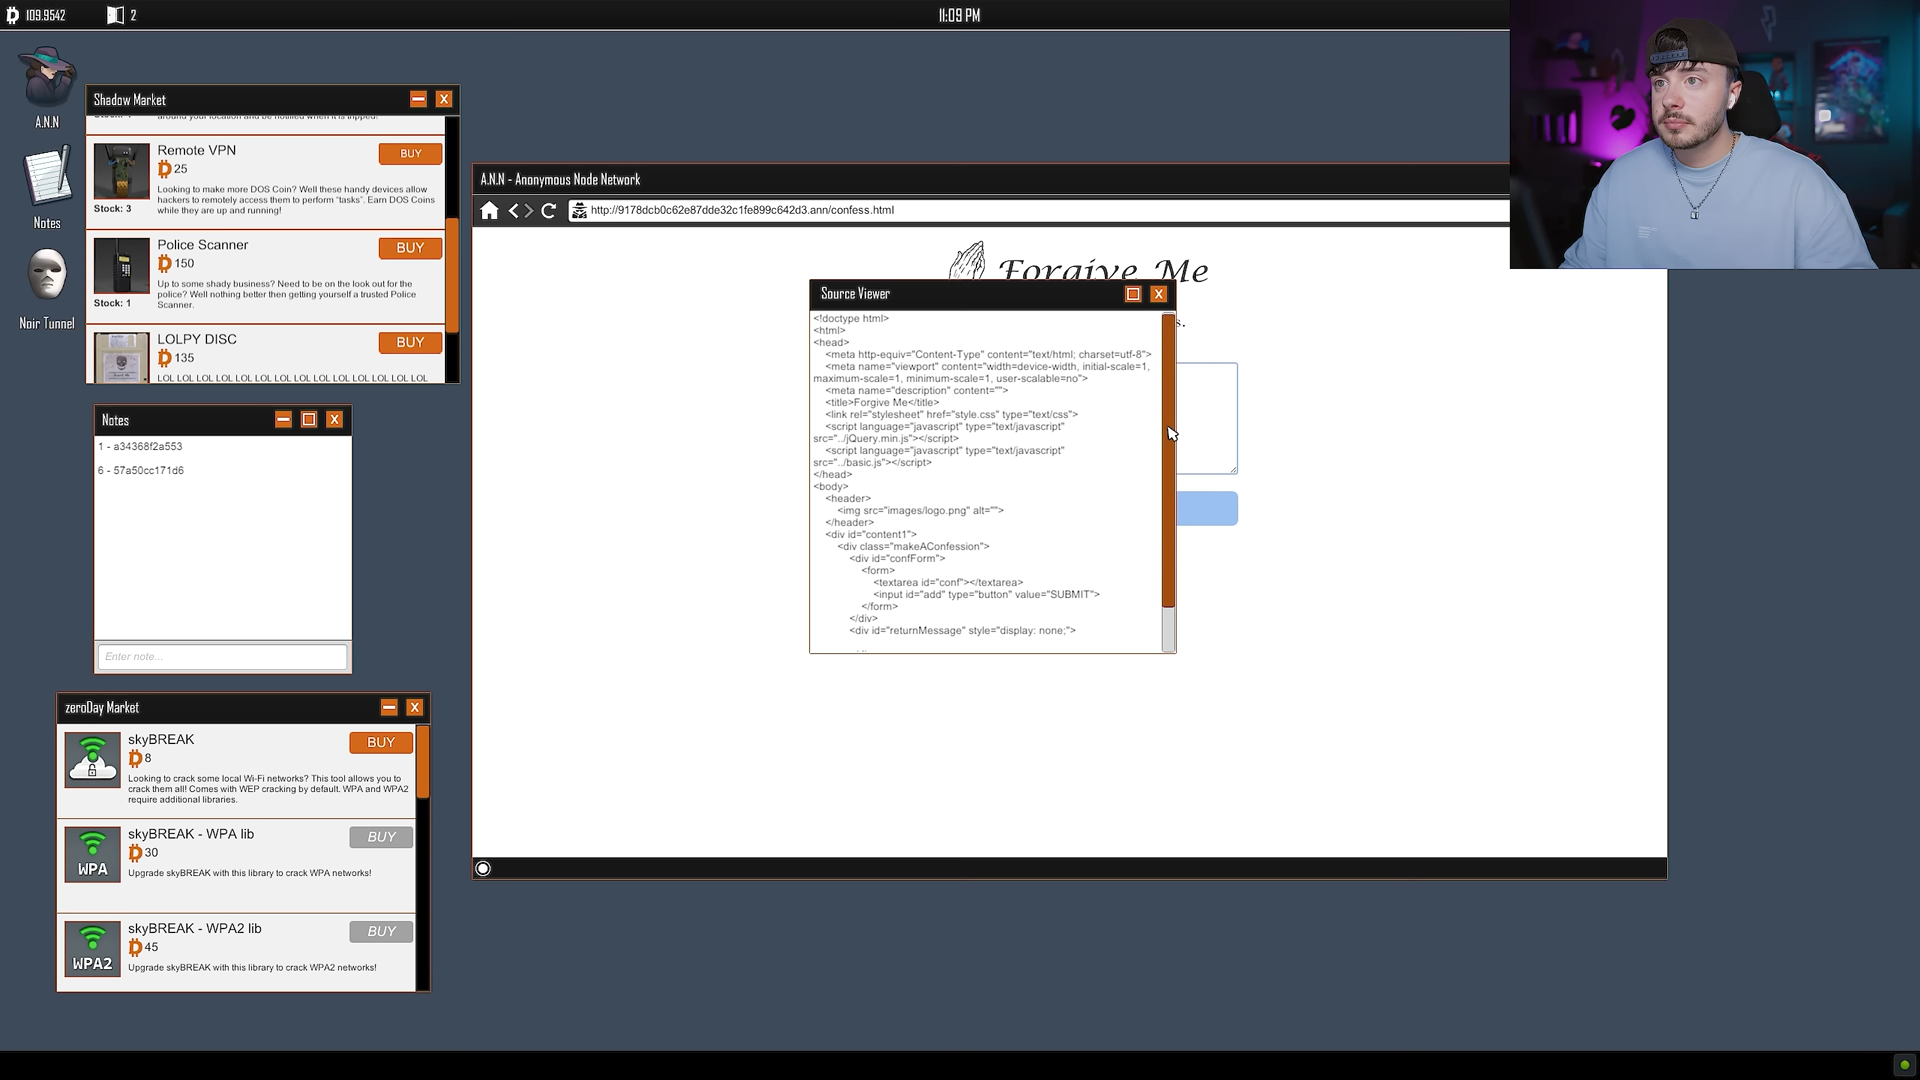 109.9542
2
11:09 PM
A.N.N
Notes
Noir Tunnel
Shadow Market
around your location and be notified when it is tripped!
Remote VPN
25
BUY
Looking to make more DOS Coin? Well these handy devices allow
hackers to remotely access them to perform "tasks". Earn DOS Coins
while they are up and running!
Stock: 3
Police Scanner
150
BUY
Up to some shady business? Need to be on the look out for the
police? Well nothing better then getting yourself a trusted Police
Scanner.
Stock: 1
LOLPY DISC
135
BUY
LOL LOL LOL LOL LOL LOL LOL LOL LOL LOL LOL LOL LOL
Notes
1 - a34368f2a553
6 - 57a50cc171d6
Enter note...
zeroDay Market
skyBREAK
8
BUY
Looking to crack some local Wi-Fi networks? This tool allows you to
crack them all! Comes with WEP cracking by default. WPA and WPA2
require additional libraries.
skyBREAK - WPA lib
30
BUY
WPA
Upgrade skyBREAK with this library to crack WPA networks!
skyBREAK - WPA2 lib
45
BUY
WPA2
Upgrade skyBREAK with this library to crack WPA2 networks!
A.N.N - Anonymous Node Network
http://9178dcb0c62e87dde32c1fe899c642d3.ann/confess.html
Forgive Me
s.
Source Viewer
<!doctype html>
<html>
<head>
<meta http-equiv="Content-Type" content="text/html; charset=utf-8">
<meta name="viewport" content="width=device-width, initial-scale=1,
maximum-scale=1, minimum-scale=1, user-scalable=no">
<meta name="description" content="">
<title>Forgive Me</title>
<link rel="stylesheet" href="style.css" type="text/css">
<script language="javascript" type="text/javascript"
src="../jQuery.min.js"></script>
<script language="javascript" type="text/javascript"
src="../basic.js"></script>
</head>
<body>
<header>
<img src="images/logo.png" alt="">
</header>
<div id="content1">
<div class="makeAConfession">
<div id="confForm">
<form>
<textarea id="conf"></textarea>
<input id="add" type="button" value="SUBMIT">
</form>
</div>
<div id="returnMessage" style="display: none;">